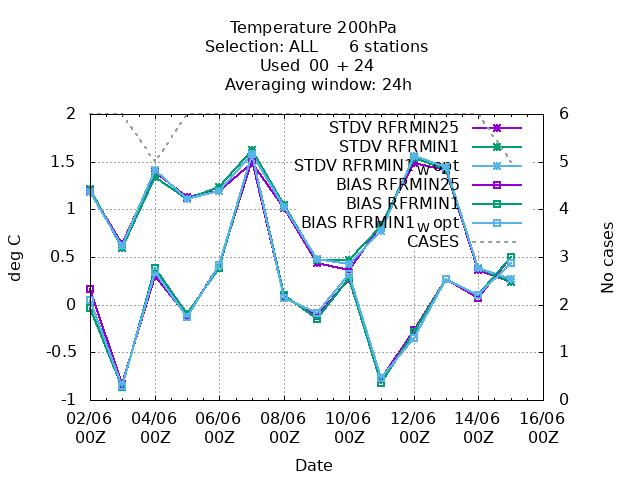 Temperature 200hPa
Selection: ALL      6 stations
Used  00 + 24
Averaging window: 24h
2 6
STDV RFRMIN25
STDV RFRMIN1
1.5 5
STDV RFRMIN1_w opt
BIAS RFRMIN25
1 4
BIAS RFRMIN1
BIAS RFRMIN1_w opt
CASES
0.5 3
deg C
No cases
0 2
-0.5 1
-1 0
02/06 04/06 06/06 08/06 10/06 12/06 14/06 16/06
00Z 00Z 00Z 00Z 00Z 00Z 00Z 00Z
Date